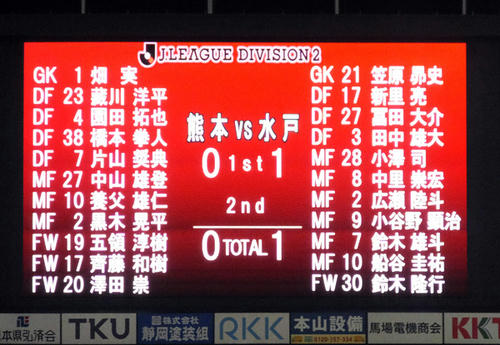 J.LEAGUE DIVISION 2
GK 1 畑 実
DF 23 藏川 洋平
DF 4 園田 拓也
DF 38 橋本 拳人
DF 7 片山 奨典
MF 27 中山 雄登
MF 10 養父 雄仁
MF 2 黒木 晃平
FW 19 五領 淳樹
FW 17 齊藤 和樹
FW 20 澤田 崇
熊本 vs 水戸
0 1st 1
2nd
0 TOTAL 1
GK 21 笠原 昴史
DF 17 新里 亮
DF 27 冨田 大介
DF 3 田中 雄大
MF 28 小澤 司
MF 8 中里 崇宏
MF 2 広瀬 陸斗
MF 9 小谷野 顕治
MF 7 鈴木 雄斗
MF 10 船谷 圭祐
FW 30 鈴木 隆行
本県弘済会
TKU
静岡塗装組
RKK
本山設備
馬場電機商会
KKT